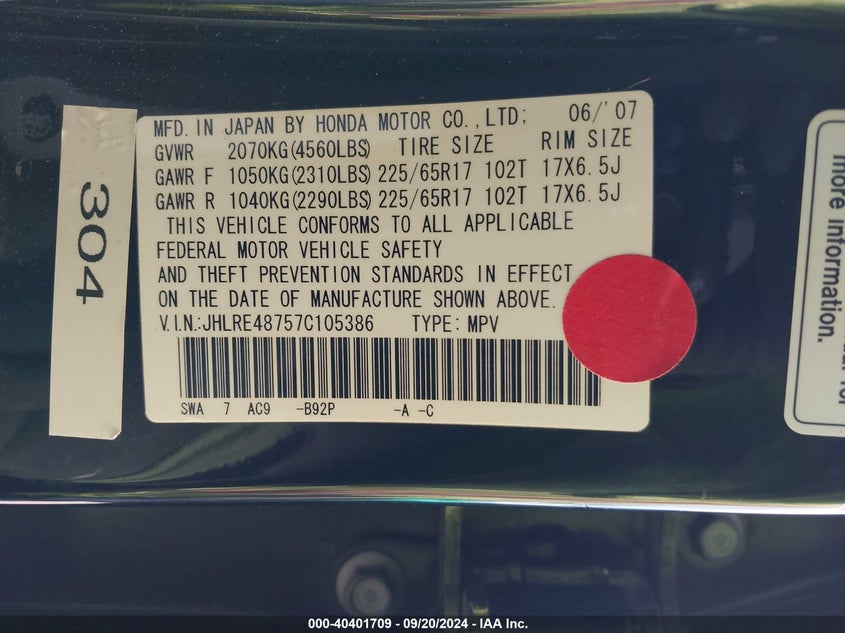 304
MFD. IN JAPAN BY HONDA MOTOR CO.,LTD; 06/'07
GVWR 2070KG(4560LBS) TIRE SIZE RIM SIZE
GAWR F 1050KG(2310LBS) 225/65R17 102T 17X6.5J
GAWR R 1040KG(2290LBS) 225/65R17 102T 17X6.5J
THIS VEHICLE CONFORMS TO ALL APPLICABLE
FEDERAL MOTOR VEHICLE SAFETY
AND THEFT PREVENTION STANDARDS IN EFFECT
ON THE DATE OF MANUFACTURE SHOWN ABOVE.
V.I.N.:JHLRE48757C105386 TYPE: MPV
SWA 7 AC9 -B92P -A -C
more information.
000-40401709 - 09/20/2024 - IAA Inc.